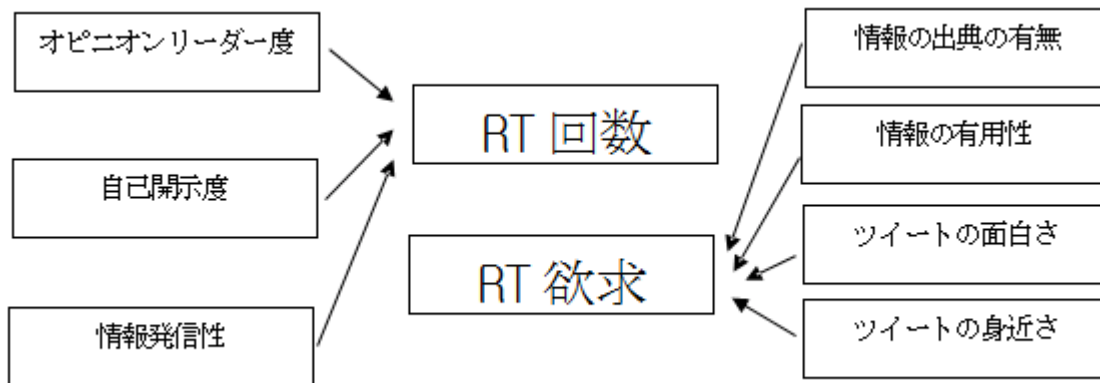 オピニオンリーダー度
自己開示度
情報発信性
RT 回数
RT 欲求
情報の出典の有無
情報の有用性
ツイートの面白さ
ツイートの身近さ